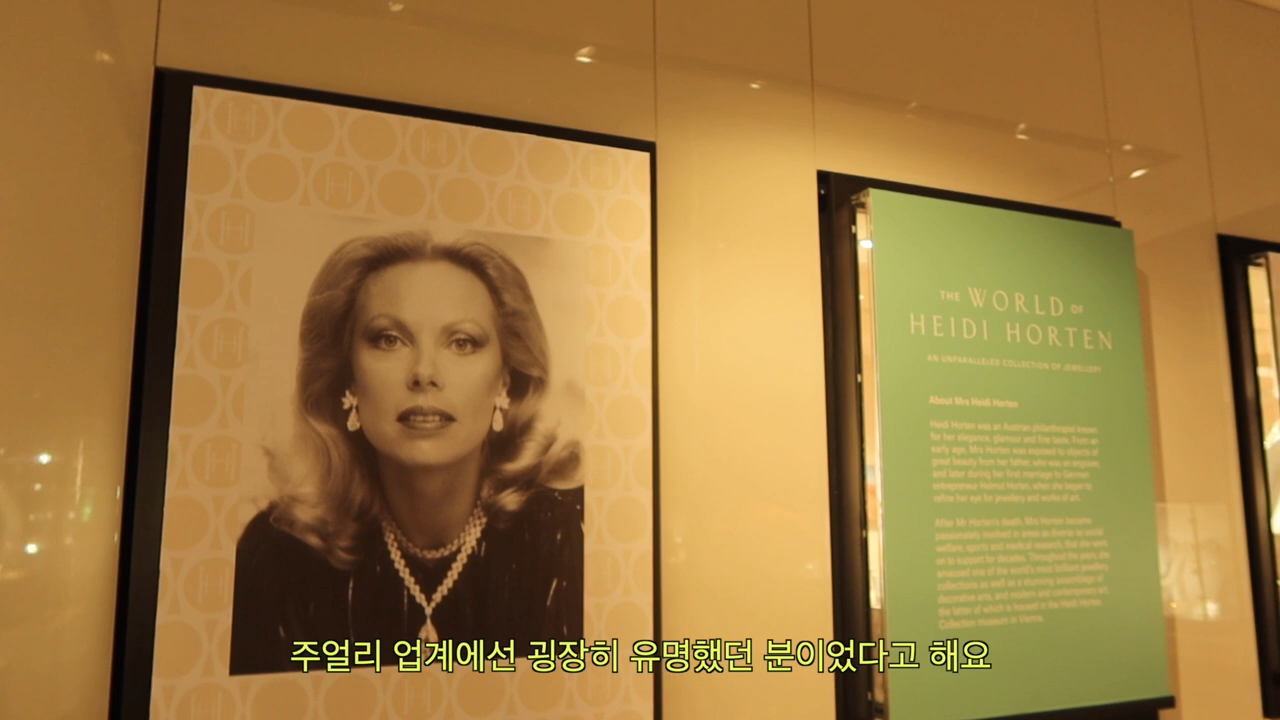 THE WORLD OF
HEIDI HORTEN
AN UNPARALLELED COLLECTION OF JEWELLERY
About Mrs Heidi Horten
Heidi Horten was an Austrian philanthropist known
for her elegance, glamour and fine taste. From an
early age, Mrs Horten was exposed to objects of
great beauty from her father, who was an engraver,
and later during her first marriage to German
entrepreneur Helmut Horten, when she began to
refine her eye for jewellery and works of art.
After Mr Horten's death, Mrs Horten became
passionately involved in areas as diverse as social
welfare, sports and medical research, that she went
on to support for decades. Throughout the years, she
amassed one of the world's most brilliant jewellery
collections as well as a stunning assemblage of
decorative arts, and modern and contemporary art,
the latter of which is housed in the Heidi Horten
Collection museum in Vienna.
주얼리 업계에선 굉장히 유명했던 분이었다고 해요